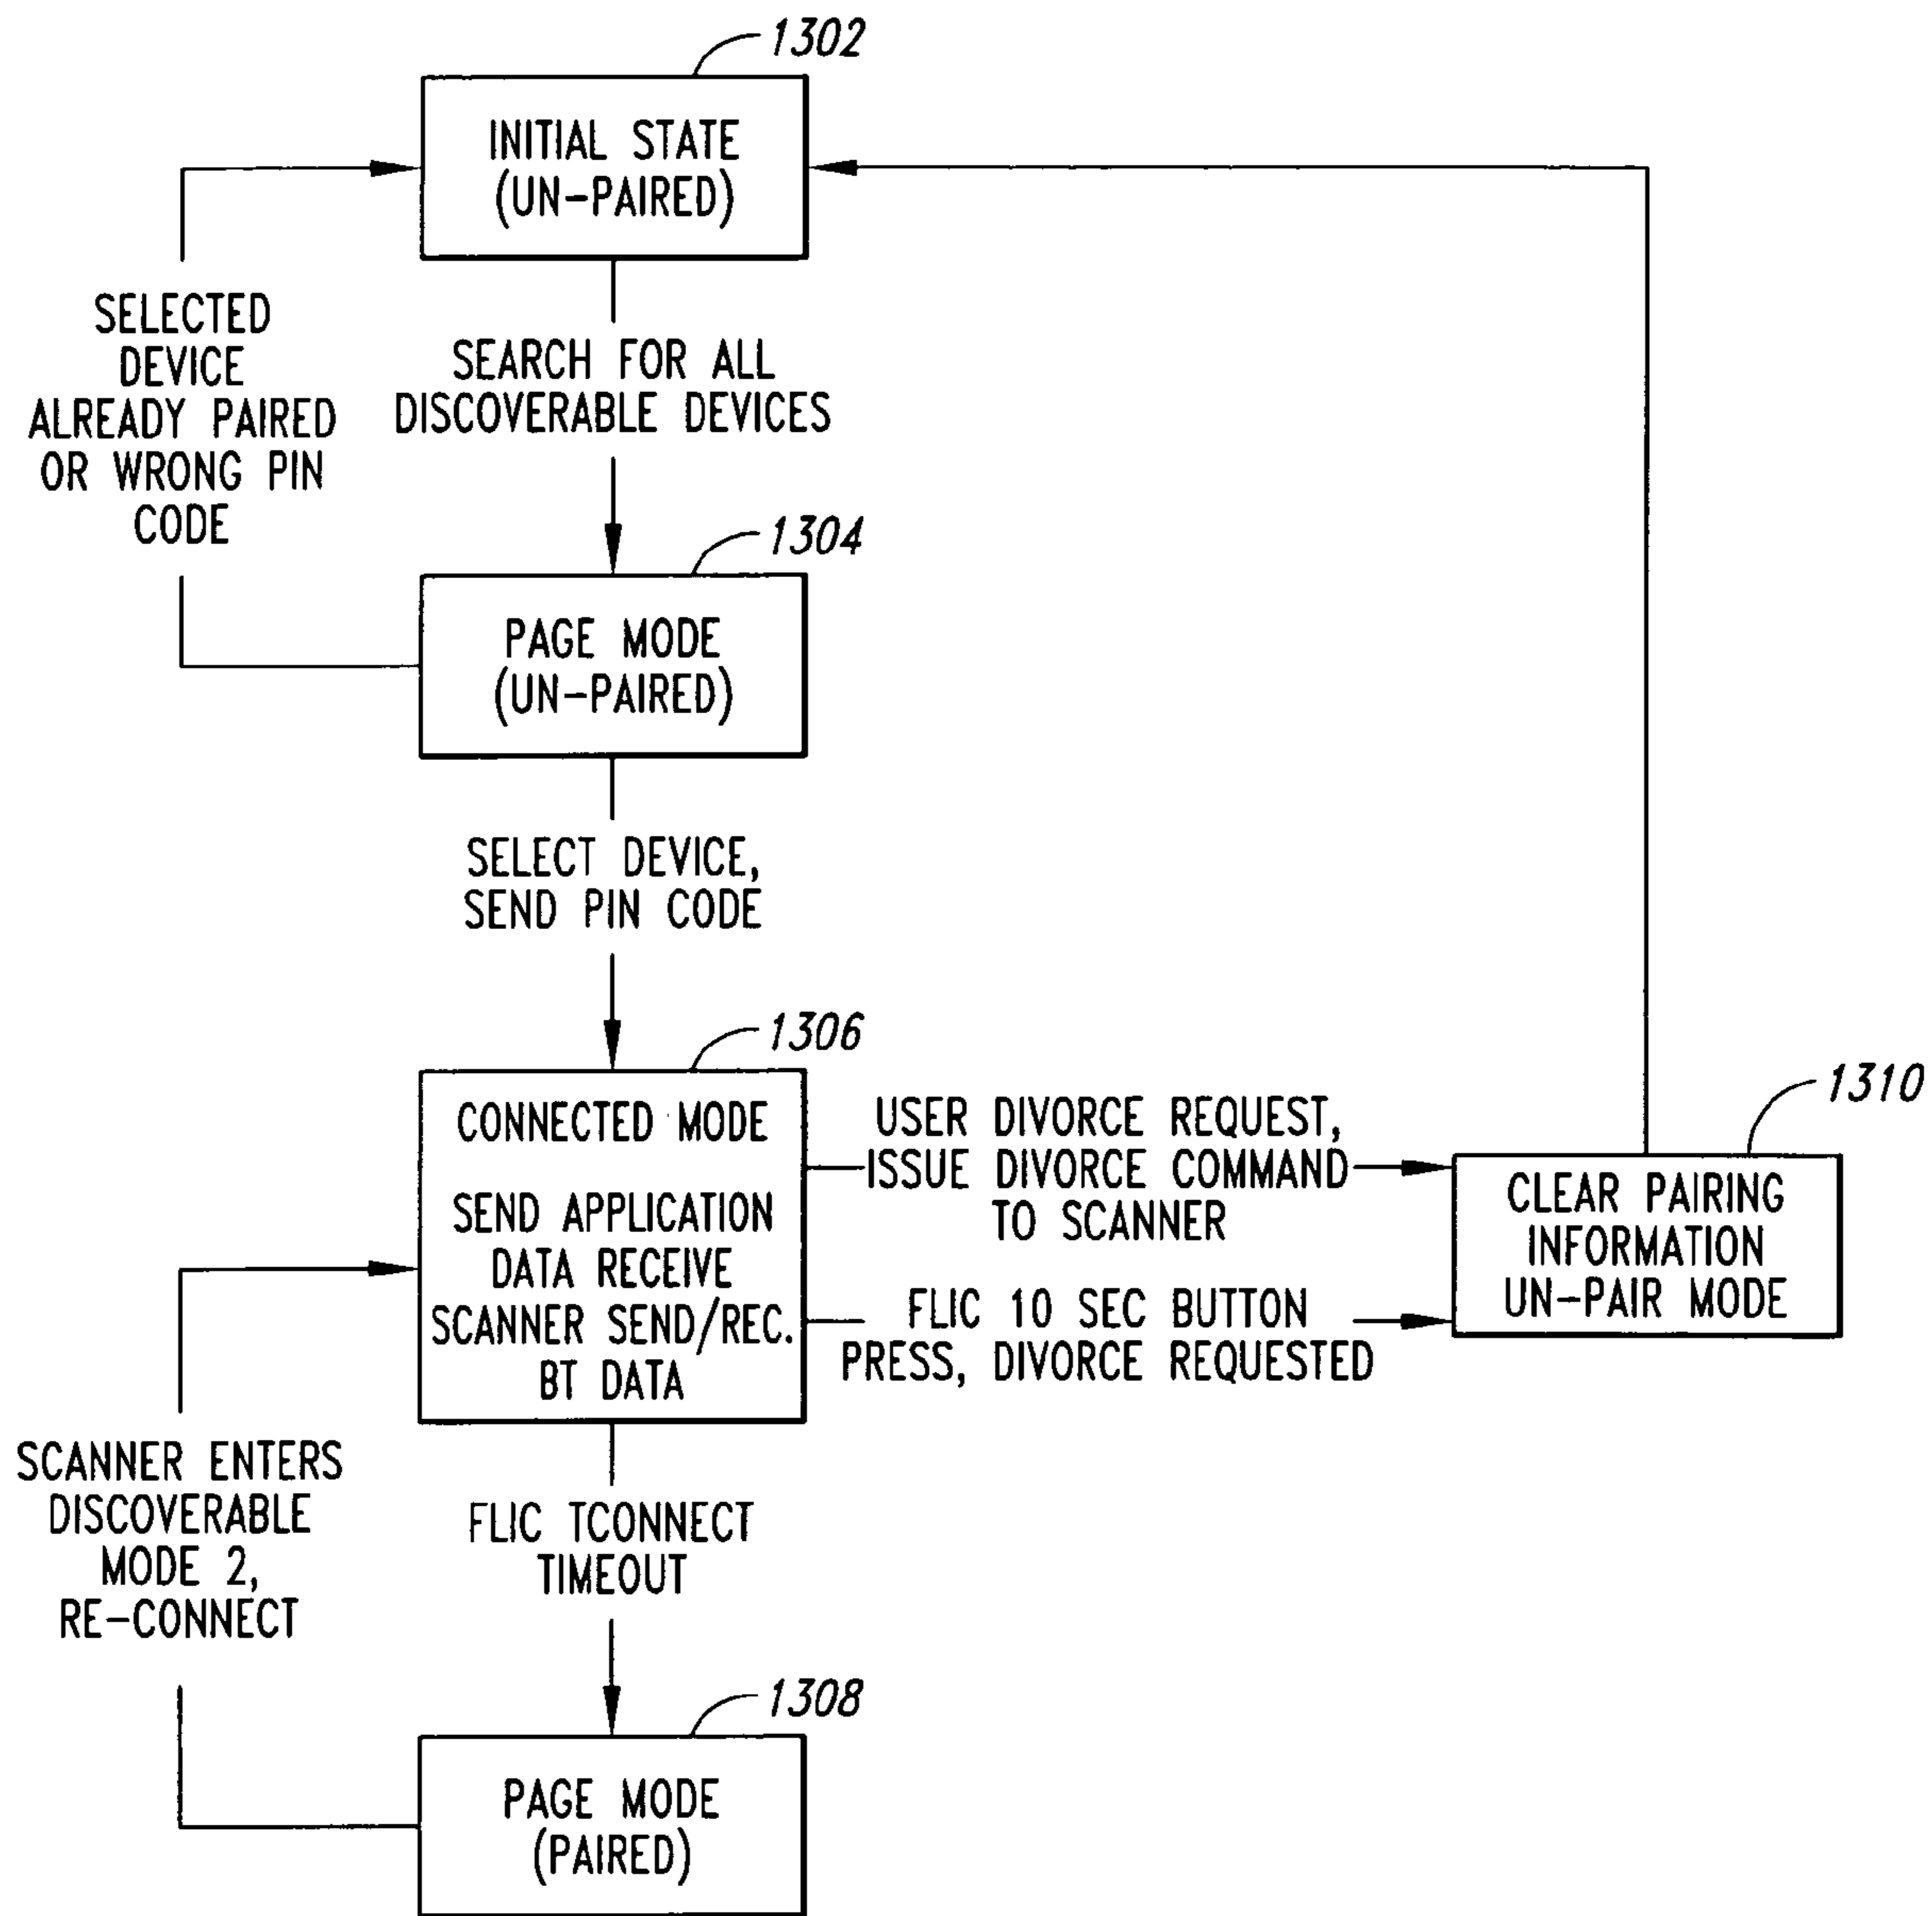 1302
INITIAL STATE
(UN-PAIRED)
SELECTED
DEVICE
ALREADY PAIRED
OR WRONG PIN
CODE
SEARCH FOR ALL
DISCOVERABLE DEVICES
1304
PAGE MODE
(UN-PAIRED)
SELECT DEVICE,
SEND PIN CODE
1306
CONNECTED MODE
SEND APPLICATION
DATA RECEIVE
SCANNER SEND/REC.
BT DATA
USER DIVORCE REQUEST,
ISSUE DIVORCE COMMAND
TO SCANNER
FLIC 10 SEC BUTTON
PRESS, DIVORCE REQUESTED
1310
CLEAR PAIRING
INFORMATION
UN-PAIR MODE
SCANNER ENTERS
DISCOVERABLE
MODE 2,
RE-CONNECT
FLIC TCONNECT
TIMEOUT
1308
PAGE MODE
(PAIRED)